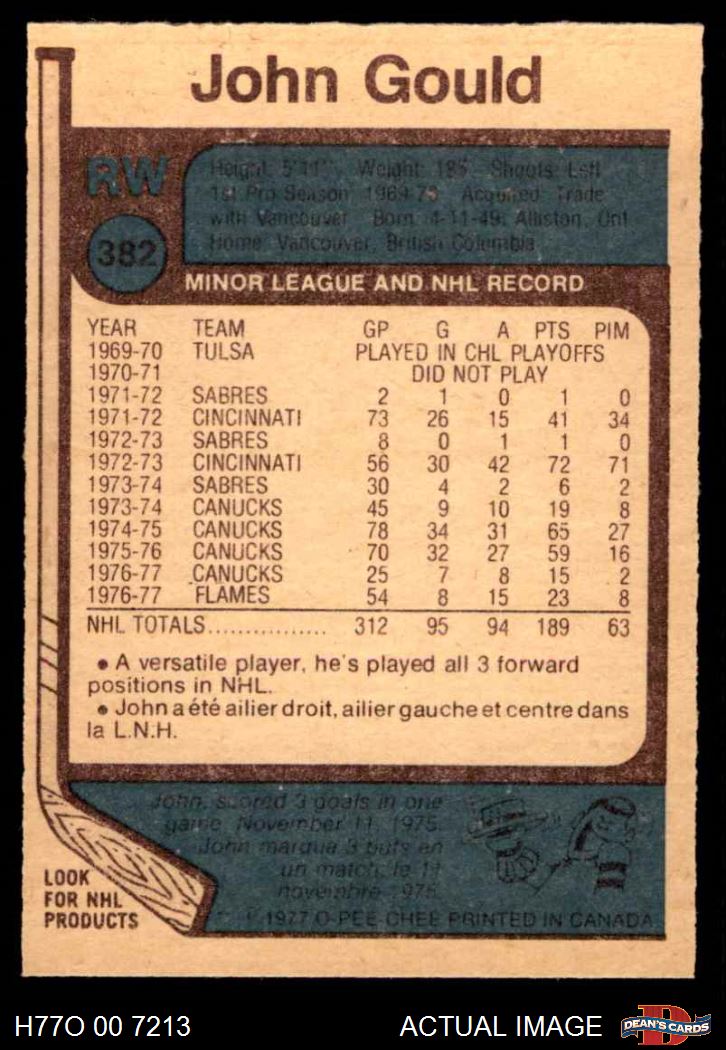 John Gould
RW
382
Height: 5'11", Weight: 185 Shoots: Left
1st Pro Season 1969-70 Acquired: Trade
with Vancouver Born 4-11-49, Alliston, Ont
Home: Vancouver, British Columbia
MINOR LEAGUE AND NHL RECORD
YEAR TEAM GP G A PTS PIM
1969-70 TULSA PLAYED IN CHL PLAYOFFS
1970-71 DID NOT PLAY
1971-72 SABRES 2 1 0 1 0
1971-72 CINCINNATI 73 26 15 41 34
1972-73 SABRES 8 0 1 1 0
1972-73 CINCINNATI 56 30 42 72 71
1973-74 SABRES 30 4 2 6 2
1973-74 CANUCKS 45 9 10 19 8
1974-75 CANUCKS 78 34 31 65 27
1975-76 CANUCKS 70 32 27 59 16
1976-77 CANUCKS 25 7 8 15 2
1976-77 FLAMES 54 8 15 23 8
NHL TOTALS................ 312 95 94 189 63
• A versatile player, he's played all 3 forward
positions in NHL.
• John a été ailier droit, ailier gauche et centre dans
la L.N.H.
John, scored 3 goals in one
game, November 11, 1975.
John marque 3 buts en
un match, le 11
novembre 1975.
© 1977 O-PEE CHEE PRINTED IN CANADA
LOOK
FOR NHL
PRODUCTS
H77O 00 7213
ACTUAL IMAGE
D
DEAN'S CARDS